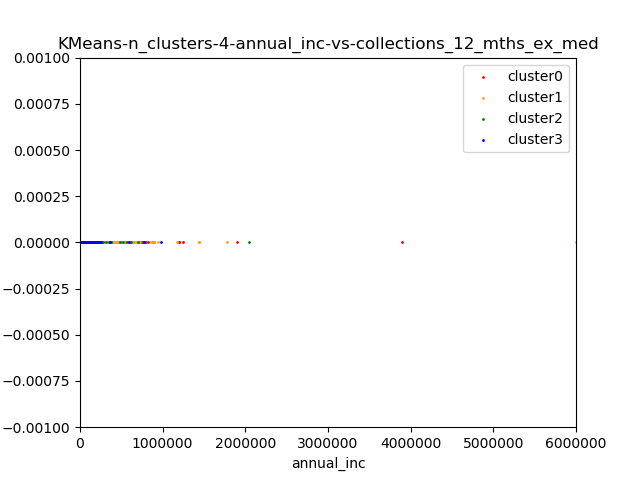 KMeans-n_clusters-4-annual_inc-vs-collections_12_mths_ex_med
0.00100
0.00075
0.00050
0.00025
0.00000
−0.00025
−0.00050
−0.00075
−0.00100
cluster0
cluster1
cluster2
cluster3
0 1000000 2000000 3000000 4000000 5000000 6000000
annual_inc